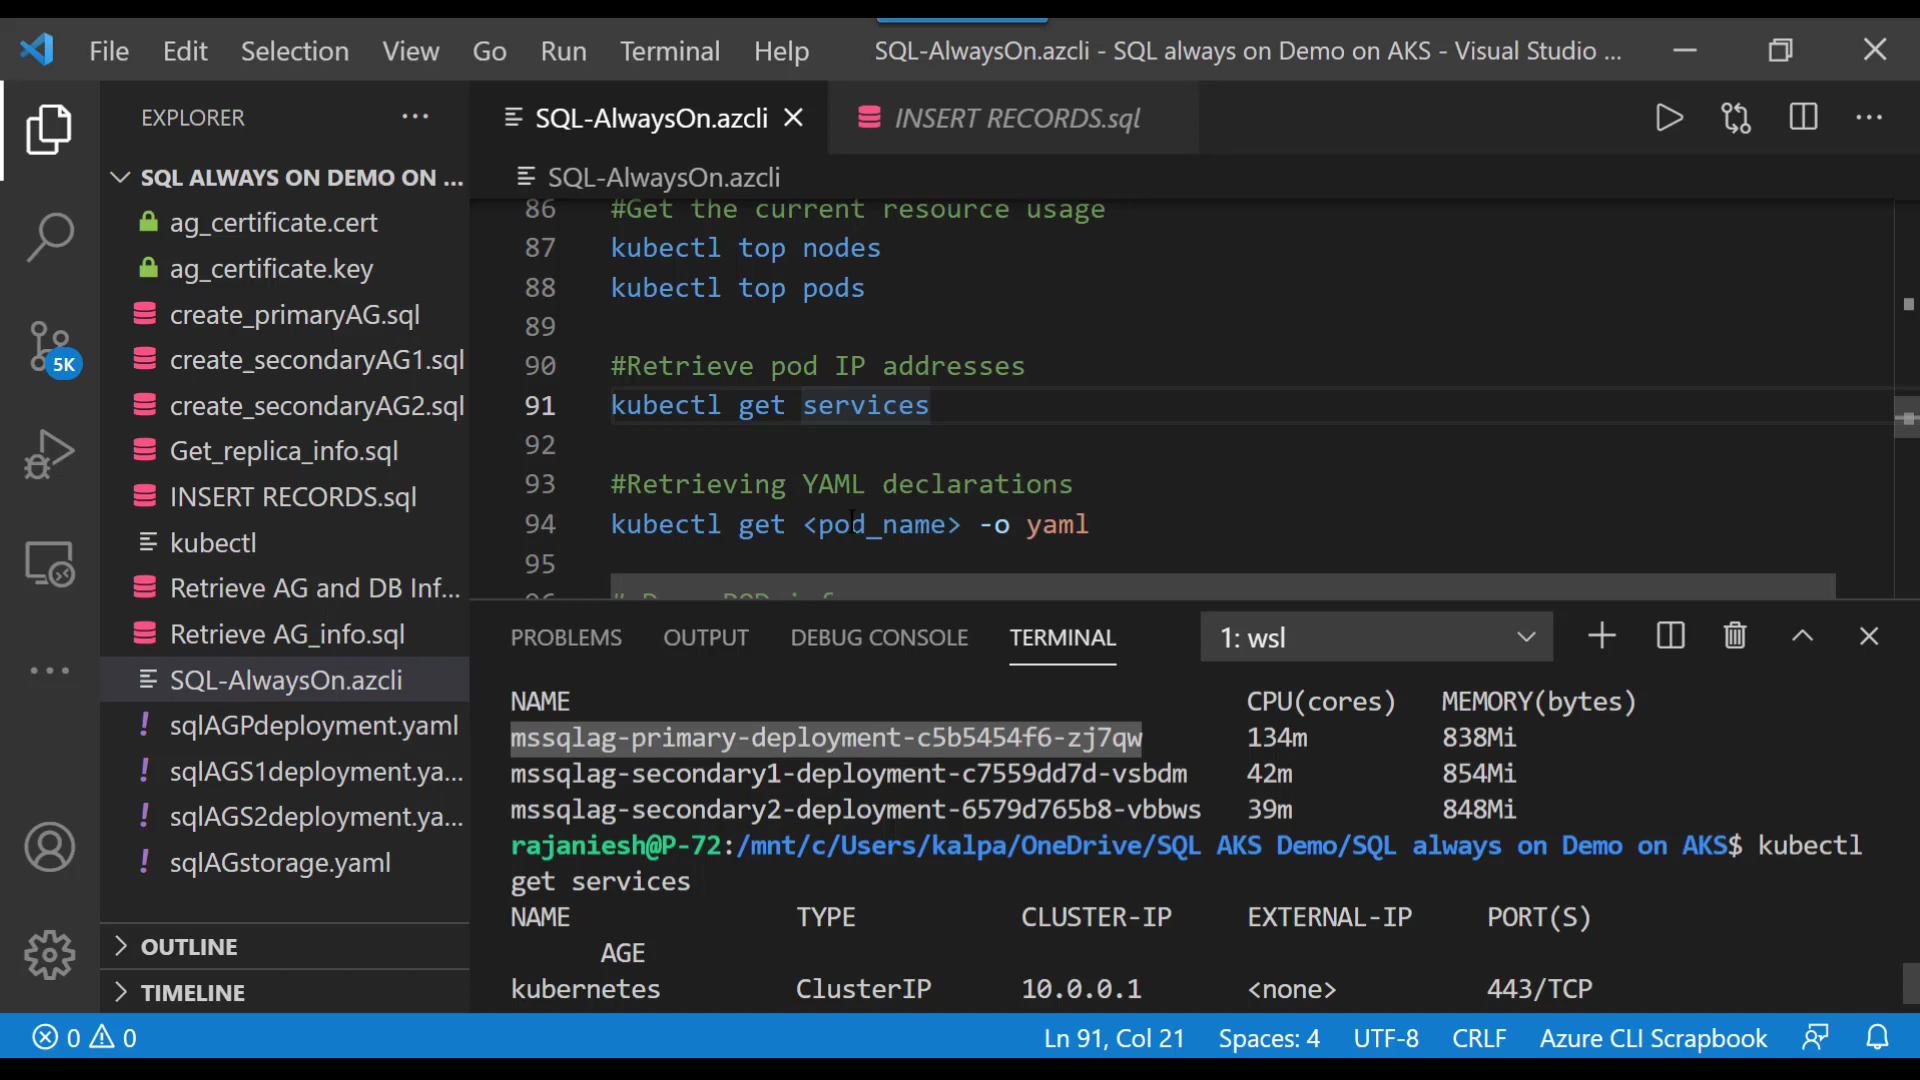 File Edit Selection View Go Run Terminal Help SQL-AlwaysOn.azcli - SQL always on Demo on AKS - Visual Studio ...
EXPLORER ...
SQL ALWAYS ON DEMO ON ...
ag_certificate.cert
ag_certificate.key
create_primaryAG.sql
create_secondaryAG1.sql
create_secondaryAG2.sql
Get_replica_info.sql
INSERT RECORDS.sql
kubectl
Retrieve AG and DB Inf...
Retrieve AG_info.sql
SQL-AlwaysOn.azcli
sqlAGPdeployment.yaml
sqlAGS1deployment.ya...
sqlAGS2deployment.ya...
sqlAGstorage.yaml
OUTLINE
TIMELINE
5K
SQL-AlwaysOn.azcli INSERT RECORDS.sql
SQL-AlwaysOn.azcli
86 #Get the current resource usage
87 kubectl top nodes
88 kubectl top pods
89
90 #Retrieve pod IP addresses
91 kubectl get services
92
93 #Retrieving YAML declarations
94 kubectl get <pod_name> -o yaml
95
PROBLEMS OUTPUT DEBUG CONSOLE TERMINAL 1: wsl
NAME CPU(cores) MEMORY(bytes)
mssqlag-primary-deployment-c5b5454f6-zj7qw 134m 838Mi
mssqlag-secondary1-deployment-c7559dd7d-vsbdm 42m 854Mi
mssqlag-secondary2-deployment-6579d765b8-vbbws 39m 848Mi
rajaniesh@P-72:/mnt/c/Users/kalpa/OneDrive/SQL AKS Demo/SQL always on Demo on AKS$ kubectl
get services
NAME TYPE CLUSTER-IP EXTERNAL-IP PORT(S)
AGE
kubernetes ClusterIP 10.0.0.1 <none> 443/TCP
0 0 Ln 91, Col 21 Spaces: 4 UTF-8 CRLF Azure CLI Scrapbook